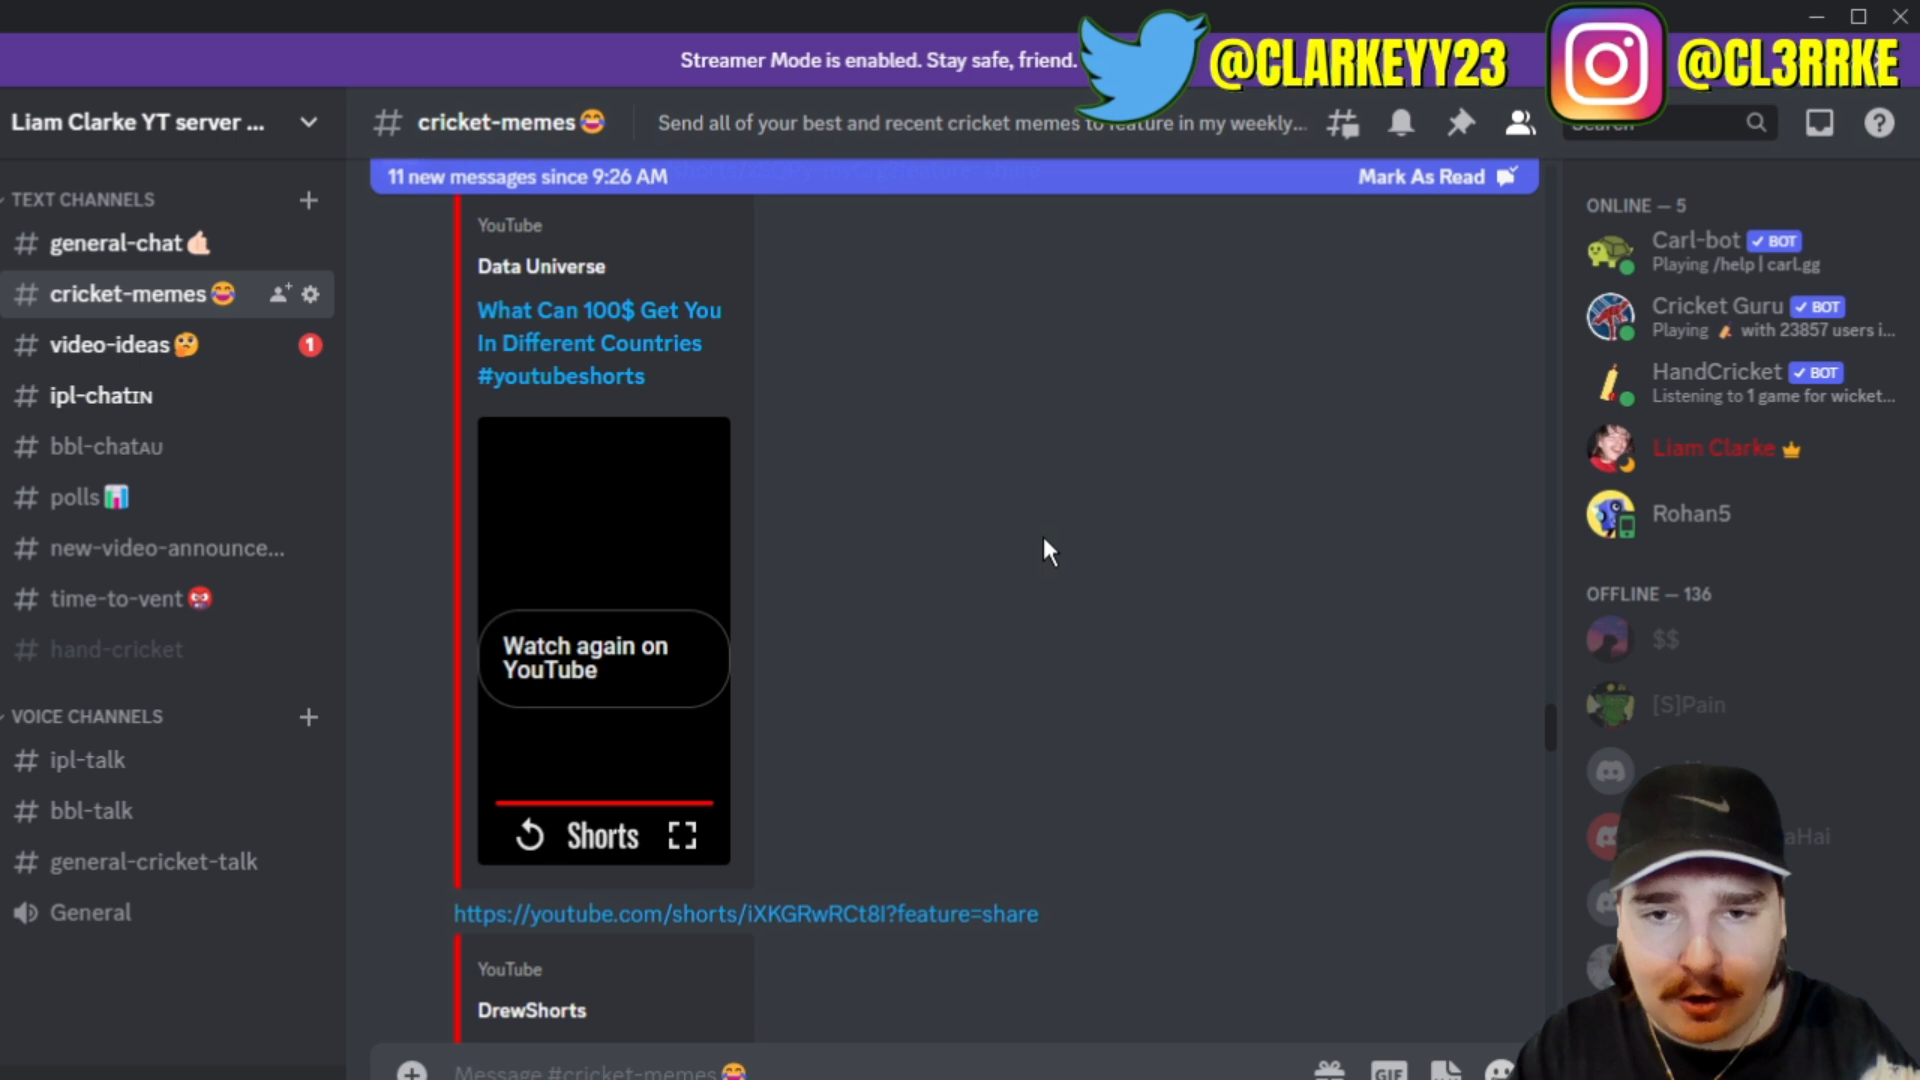 Streamer Mode is enabled. Stay safe, friend.
@CLARKEYY23
@CL3RRKE
Liam Clarke YT server ...
# cricket-memes😂
Send all of your best and recent cricket memes to feature in my weekly...
Search
11 new messages since 9:26 AM
Mark As Read
TEXT CHANNELS
# general-chat🤙🏻
# cricket-memes😂
# video-ideas🤔
1
# ipl-chatIN
# bbl-chatAU
# polls📊
# new-video-announce...
# time-to-vent👹
# hand-cricket
VOICE CHANNELS
# ipl-talk
# bbl-talk
# general-cricket-talk
General
YouTube
Data Universe
What Can 100$ Get You
In Different Countries
#youtubeshorts
Watch again on
YouTube
Shorts
https://youtube.com/shorts/iXKGRwRCt8I?feature=share
YouTube
DrewShorts
Message #cricket-memes😂
GIF
ONLINE — 5
Carl-bot ✓ BOT
Playing /help | carl.gg
Cricket Guru ✓ BOT
Playing 🏏 with 23857 users i...
HandCricket ✓ BOT
Listening to 1 game for wicket...
Liam Clarke
Rohan5
OFFLINE — 136
$$
[S]Pain
aHai